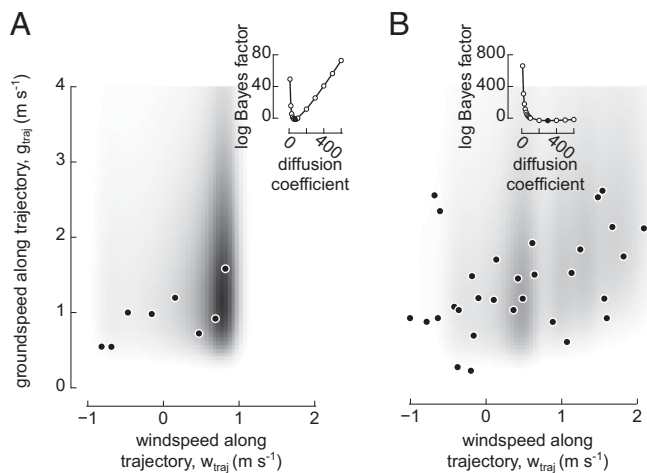 A
B
log Bayes factor
80
40
0
0
400
diffusion
coefficient
log Bayes factor
800
400
0
0
400
diffusion
coefficient
groundspeed along trajectory, g_traj (m s⁻¹)
4
3
2
1
0
−1
0
1
2
windspeed along
trajectory, w_traj (m s⁻¹)
−1
0
1
2
windspeed along
trajectory, w_traj (m s⁻¹)